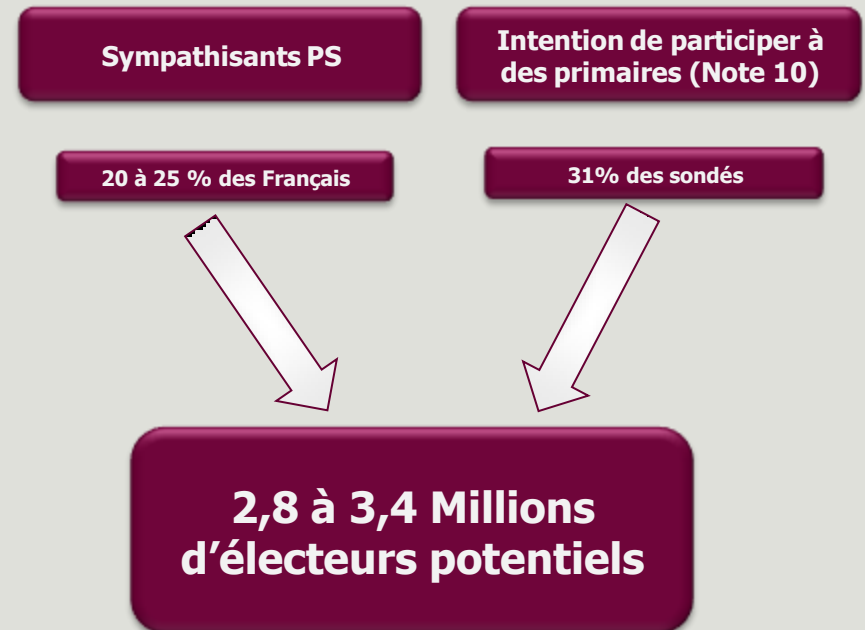 Sympathisants PS
Intention de participer à
des primaires (Note 10)
20 à 25 % des Français
31% des sondés
2,8 à 3,4 Millions
d’électeurs potentiels